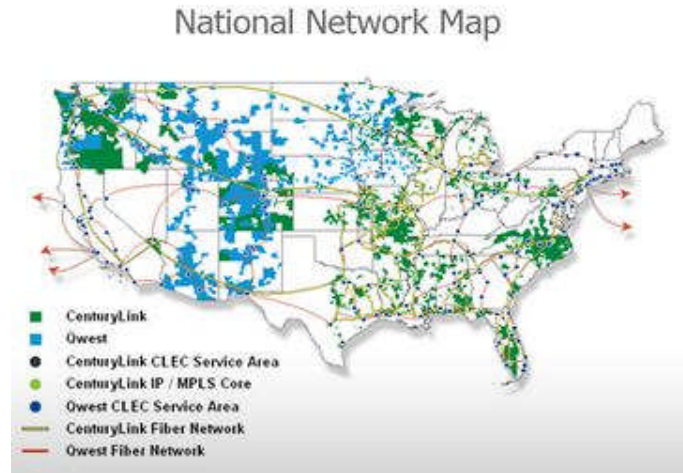 National Network Map
CenturyLink
Qwest
CenturyLink CLEC Service Area
CenturyLink IP / MPLS Core
Qwest CLEC Service Area
CenturyLink Fiber Network
Qwest Fiber Network